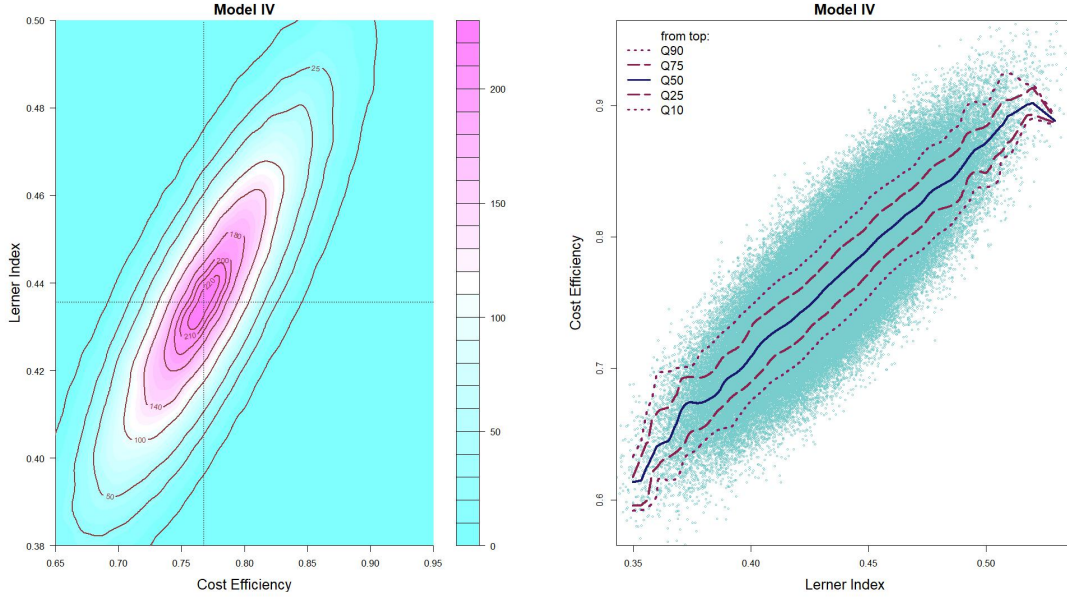 Model IV
0.50
0.48
0.46
0.44
0.42
0.40
0.38
Lerner Index
0.65
0.70
0.75
0.80
0.85
0.90
0.95
Cost Efficiency
25
180
200
220
210
140
100
50
200
150
100
50
0
Model IV
from top:
Q90
Q75
Q50
Q25
Q10
0.9
0.8
0.7
0.6
Cost Efficiency
0.35
0.40
0.45
0.50
Lerner Index